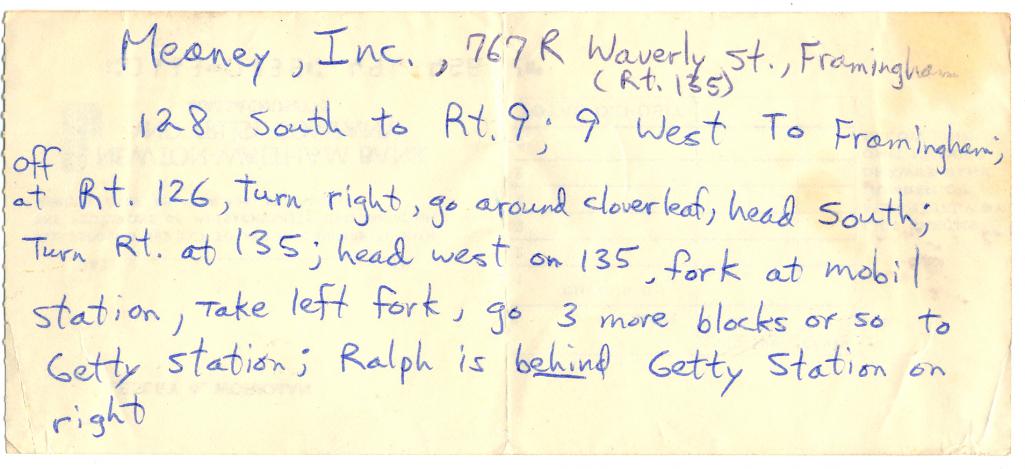 Meaney, Inc., 767 R Waverly St., Framingham
(Rt. 135)
128 South to Rt. 9; 9 West To Framingham;
off
at Rt. 126, Turn right, go around cloverleaf, head South;
Turn Rt. at 135; head west on 135, fork at mobil
station, Take left fork, go 3 more blocks or so to
Getty station; Ralph is behind Getty Station on
right